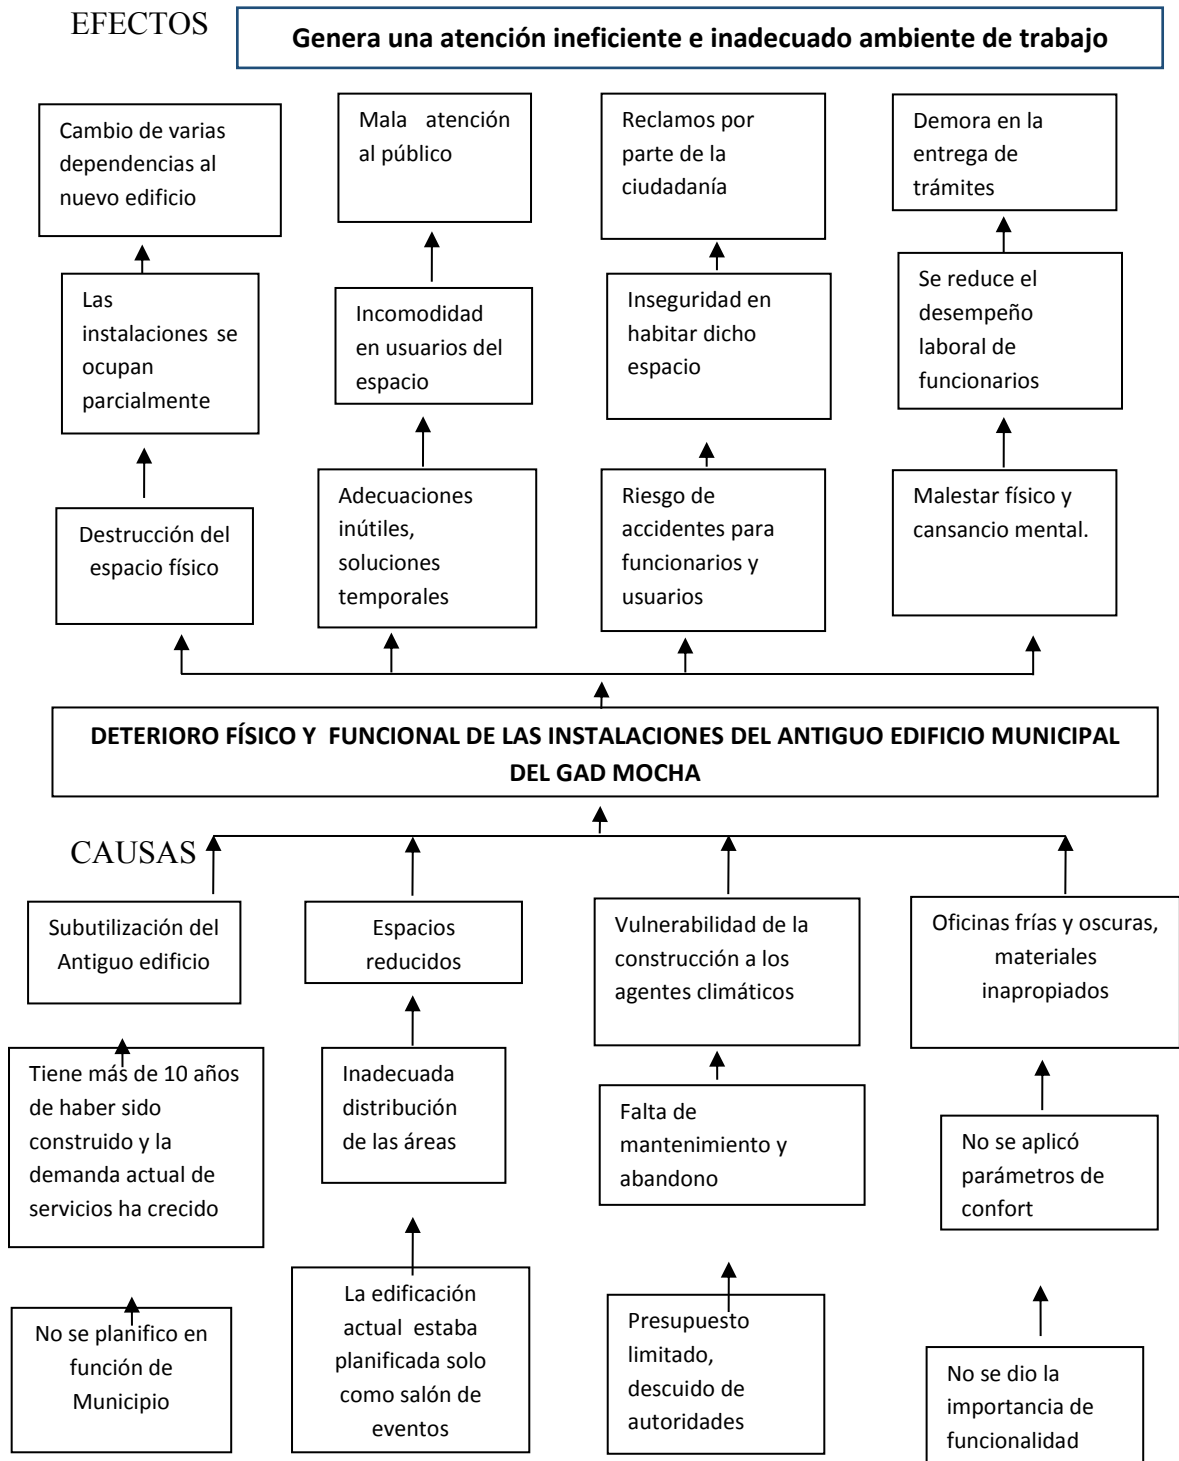 EFECTOS
Genera una atención ineficiente e inadecuado ambiente de trabajo
Cambio de varias
dependencias al
nuevo edificio
Mala atención
al público
Reclamos por
parte de la
ciudadanía
Demora en la
entrega de
trámites
Las
instalaciones se
ocupan
parcialmente
Incomodidad
en usuarios del
espacio
Inseguridad en
habitar dicho
espacio
Se reduce el
desempeño
laboral de
funcionarios
Destrucción del
espacio físico
Adecuaciones
inútiles,
soluciones
temporales
Riesgo de
accidentes para
funcionarios y
usuarios
Malestar físico y
cansancio mental.
DETERIORO FÍSICO Y FUNCIONAL DE LAS INSTALACIONES DEL ANTIGUO EDIFICIO MUNICIPAL
DEL GAD MOCHA
CAUSAS
Subutilización del
Antiguo edificio
Espacios
reducidos
Vulnerabilidad de la
construcción a los
agentes climáticos
Oficinas frías y oscuras,
materiales
inapropiados
Tiene más de 10 años
de haber sido
construido y la
demanda actual de
servicios ha crecido
Inadecuada
distribución
de las áreas
Falta de
mantenimiento y
abandono
No se aplicó
parámetros de
confort
No se planifico en
función de
Municipio
La edificación
actual estaba
planificada solo
como salón de
eventos
Presupuesto
limitado,
descuido de
autoridades
No se dio la
importancia de
funcionalidad